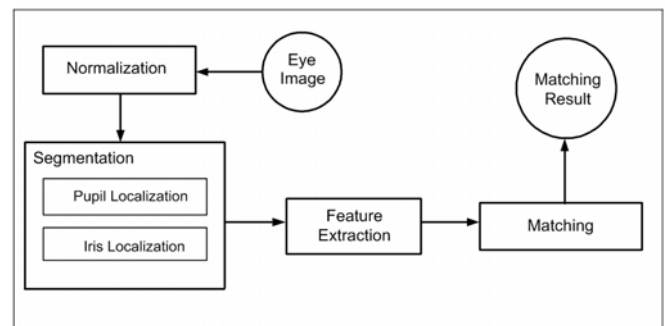 Eye
Image
Normalization
Segmentation
Pupil Localization
Iris Localization
Feature
Extraction
Matching
Matching
Result